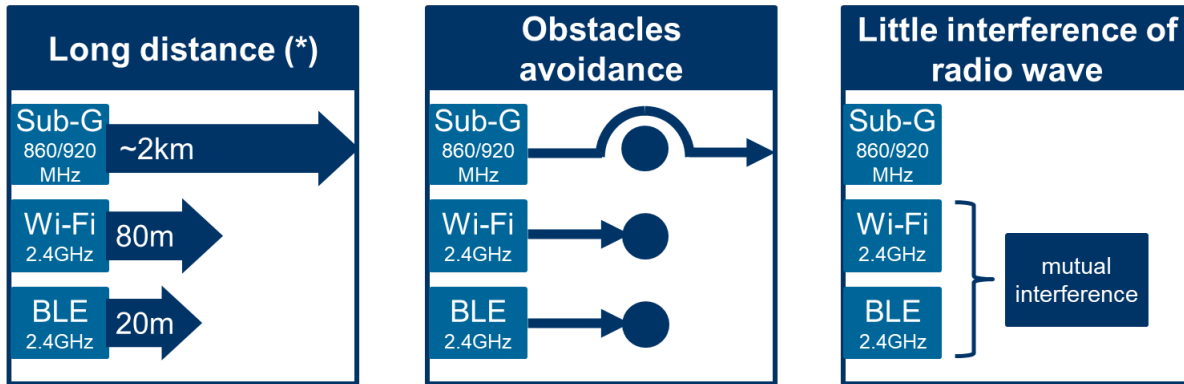 Long distance (*)
Sub-G
860/920
MHz
~2km
Wi-Fi
2.4GHz
80m
BLE
2.4GHz
20m
Obstacles
avoidance
Sub-G
860/920
MHz
Wi-Fi
2.4GHz
BLE
2.4GHz
Little interference of
radio wave
Sub-G
860/920
MHz
Wi-Fi
2.4GHz
BLE
2.4GHz
mutual
interference